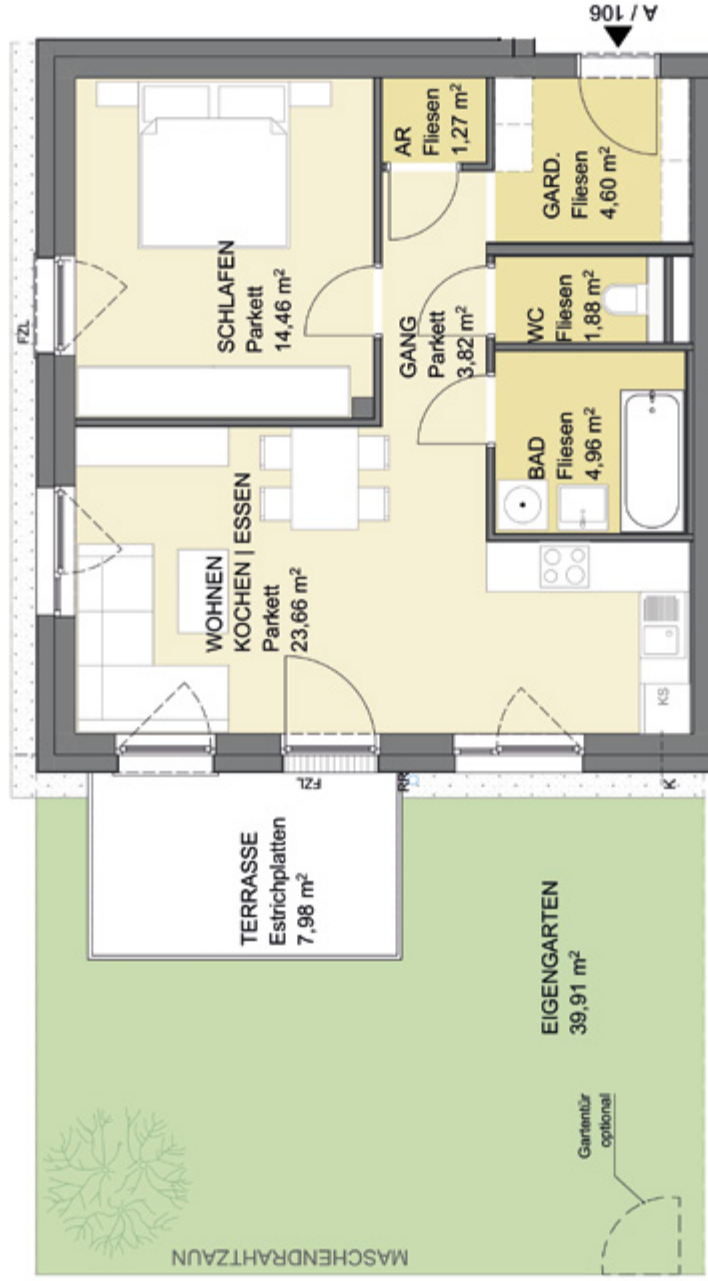 A / 106
FZL
SCHLAFEN
Parkett
14,46 m²
AR
Fliesen
1,27 m²
GARD.
Fliesen
4,60 m²
GANG
Parkett
3,82 m²
WC
Fliesen
1,88 m²
BAD
Fliesen
4,96 m²
WOHNEN
KOCHEN | ESSEN
Parkett
23,66 m²
KS
FZL
RR
K
TERRASSE
Estrichplatten
7,98 m²
EIGENGARTEN
39,91 m²
Gartentür
optional
MASCHENDRAHTZAUN